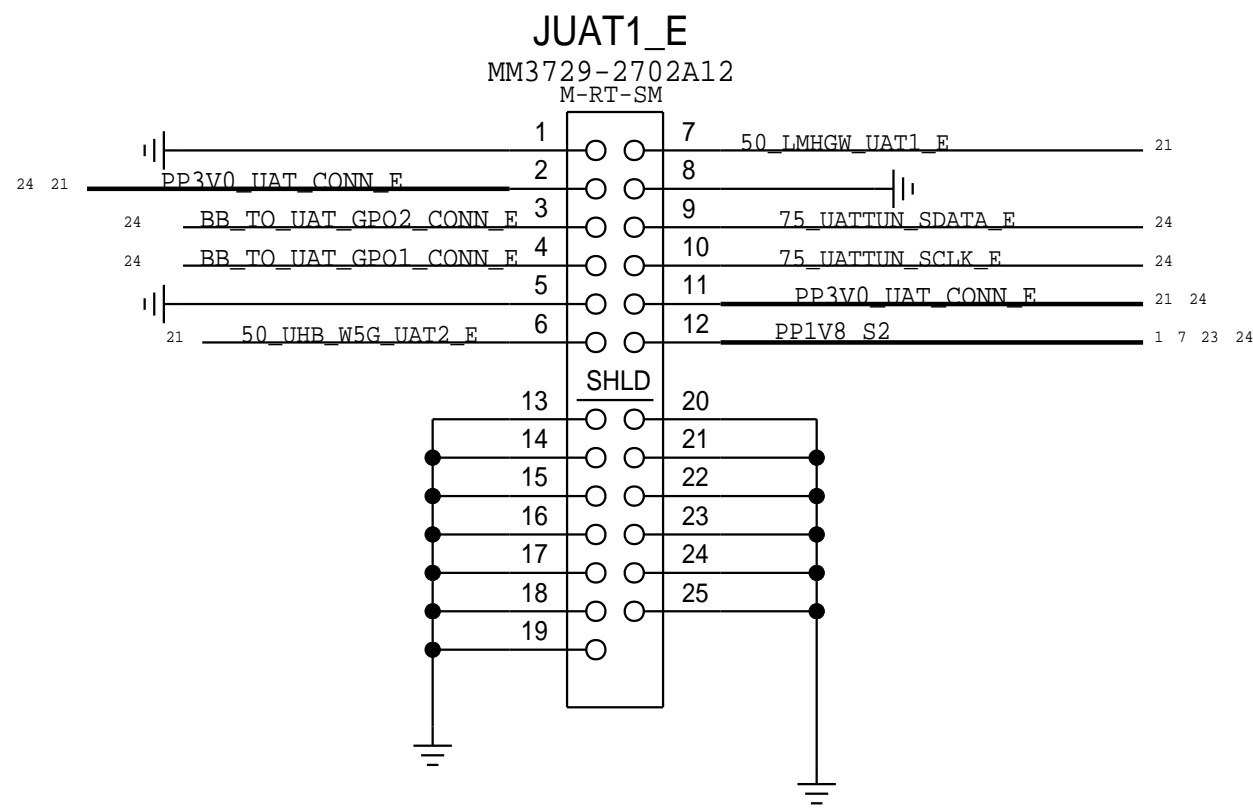 JUAT1_E
MM3729-2702A12
M-RT-SM
1 7 50_LMHGW_UAT1_E 21
24 21 PP3V0_UAT_CONN_E 2 8
24 BB_TO_UAT_GPO2_CONN_E 3 9 75_UATTUN_SDATA_E 24
24 BB_TO_UAT_GPO1_CONN_E 4 10 75_UATTUN_SCLK_E 24
5 11 PP3V0_UAT_CONN_E 21 24
21 50_UHB_W5G_UAT2_E 6 12 PP1V8_S2 1 7 23 24
SHLD
13 20
14 21
15 22
16 23
17 24
18 25
19